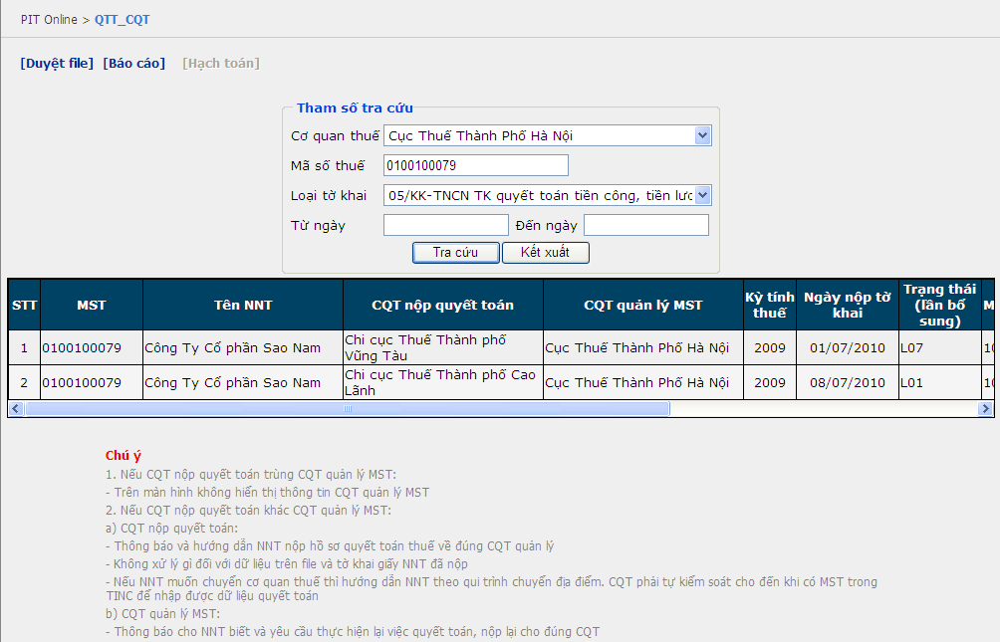 PIT Online > QTT_CQT
[Duyệt file] [Báo cáo] [Hạch toán]
Tham số tra cứu
Cơ quan thuế Cục Thuế Thành Phố Hà Nội
Mã số thuế 0100100079
Loại tờ khai 05/KK-TNCN TK quyết toán tiền công, tiền lươ
Từ ngày Đến ngày
Tra cứu Kết xuất
STT MST Tên NNT CQT nộp quyết toán CQT quản lý MST Kỳ tính thuế Ngày nộp tờ khai Trạng thái (lần bổ sung) M
1 0100100079 Công Ty Cổ phần Sao Nam Chi cục Thuế Thành phố Vũng Tàu Cục Thuế Thành Phố Hà Nội 2009 01/07/2010 L07 10
2 0100100079 Công Ty Cổ phần Sao Nam Chi cục Thuế Thành phố Cao Lãnh Cục Thuế Thành Phố Hà Nội 2009 08/07/2010 L01 10
Chú ý
1. Nếu CQT nộp quyết toán trùng CQT quản lý MST:
- Trên màn hình không hiển thị thông tin CQT quản lý MST
2. Nếu CQT nộp quyết toán khác CQT quản lý MST:
a) CQT nộp quyết toán:
- Thông báo và hướng dẫn NNT nộp hồ sơ quyết toán thuế về đúng CQT quản lý
- Không xử lý gì đối với dữ liệu trên file và tờ khai giấy NNT đã nộp
- Nếu NNT muốn chuyển cơ quan thuế thì hướng dẫn NNT theo qui trình chuyển địa điểm. CQT phải tự kiểm soát cho đến khi có MST trong
TINC để nhập được dữ liệu quyết toán
b) CQT quản lý MST:
- Thông báo cho NNT biết và yêu cầu thực hiện lại việc quyết toán, nộp lại cho đúng CQT